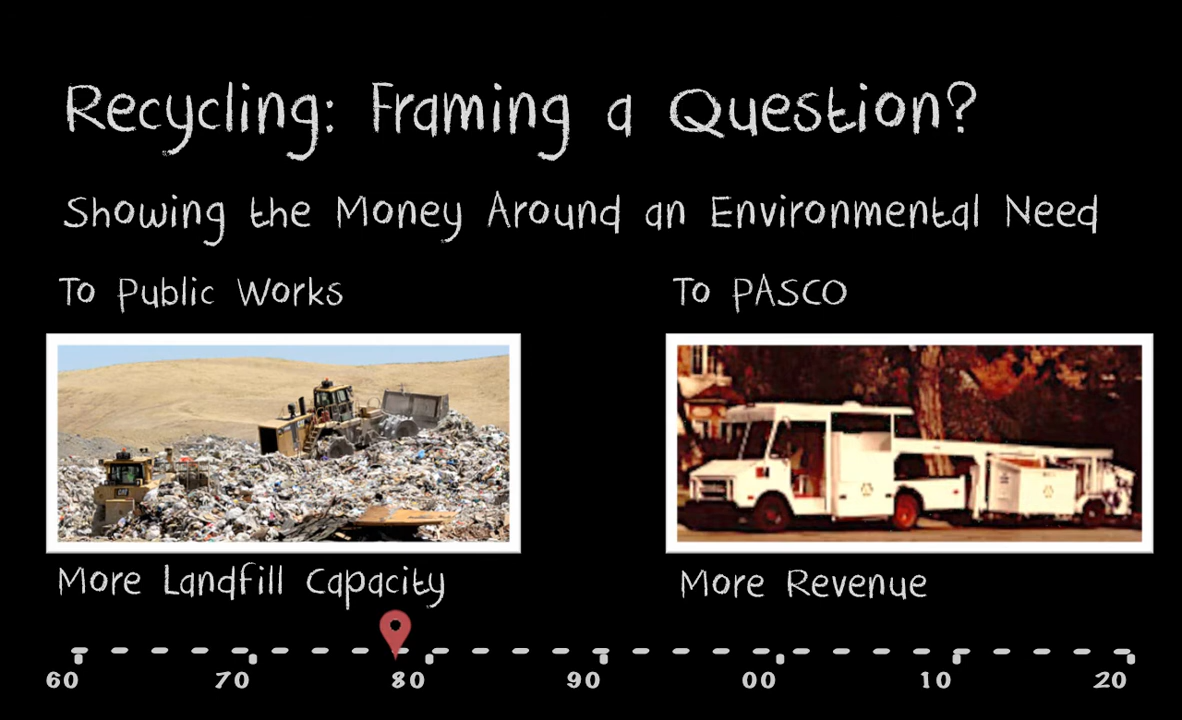 Recycling: Framing a Question?
Showing the Money Around an Environmental Need
To Public Works
To PASCO
More Landfill Capacity
More Revenue
60 70 80 90 00 10 20